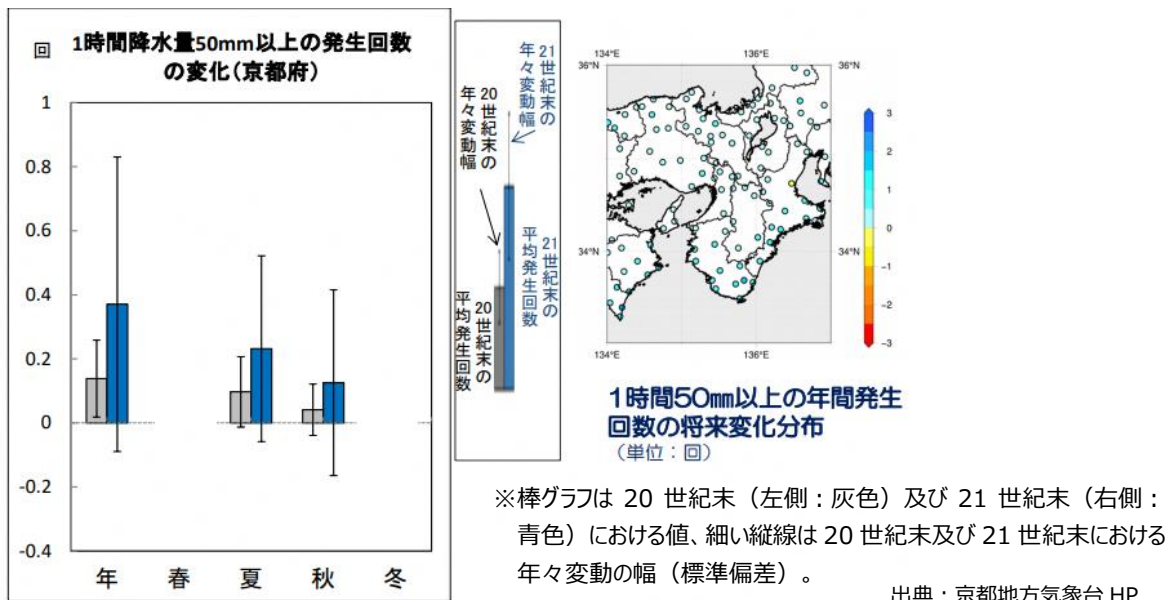 回
1時間降水量50mm以上の発生回数
の変化(京都府)
1
0.8
0.6
0.4
0.2
0
-0.2
-0.4
年 春 夏 秋 冬
21世紀末の
年々変動幅
20世紀末の
年々変動幅
21世紀末の
平均発生回数
20世紀末の
平均発生回数
134°E 136°E
36°N 36°N
34°N 34°N
134°E 136°E
3
2
1
0
−1
−2
−3
1時間50mm以上の年間発生
回数の将来変化分布
(単位:回)
※棒グラフは 20 世紀末(左側:灰色)及び 21 世紀末(右側:
青色)における値、細い縦線は 20 世紀末及び 21 世紀末における
年々変動の幅(標準偏差)。
出典:京都地方気象台 HP